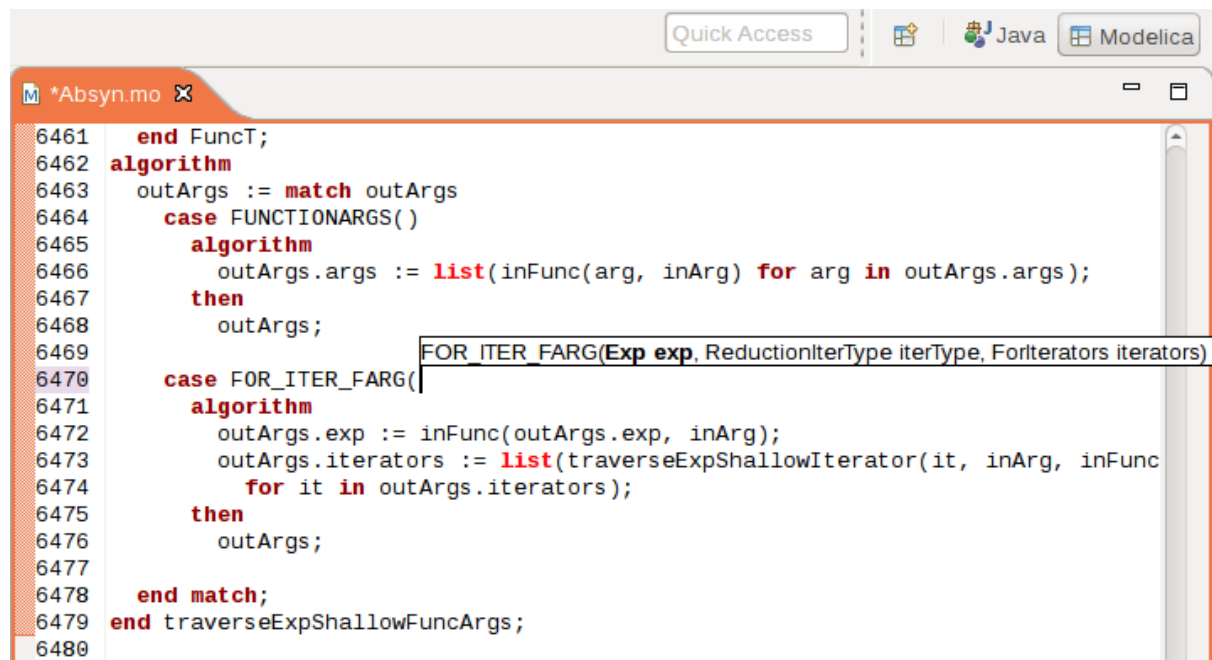 Quick Access Java Modelica
*Absyn.mo
6461 end FuncT;
6462 algorithm
6463 outArgs := match outArgs
6464 case FUNCTIONARGS()
6465 algorithm
6466 outArgs.args := list(inFunc(arg, inArg) for arg in outArgs.args);
6467 then
6468 outArgs;
6469 FOR_ITER_FARG(Exp exp, ReductionIterType iterType, ForIterators iterators)
6470 case FOR_ITER_FARG(
6471 algorithm
6472 outArgs.exp := inFunc(outArgs.exp, inArg);
6473 outArgs.iterators := list(traverseExpShallowIterator(it, inArg, inFunc
6474 for it in outArgs.iterators);
6475 then
6476 outArgs;
6477
6478 end match;
6479 end traverseExpShallowFuncArgs;
6480